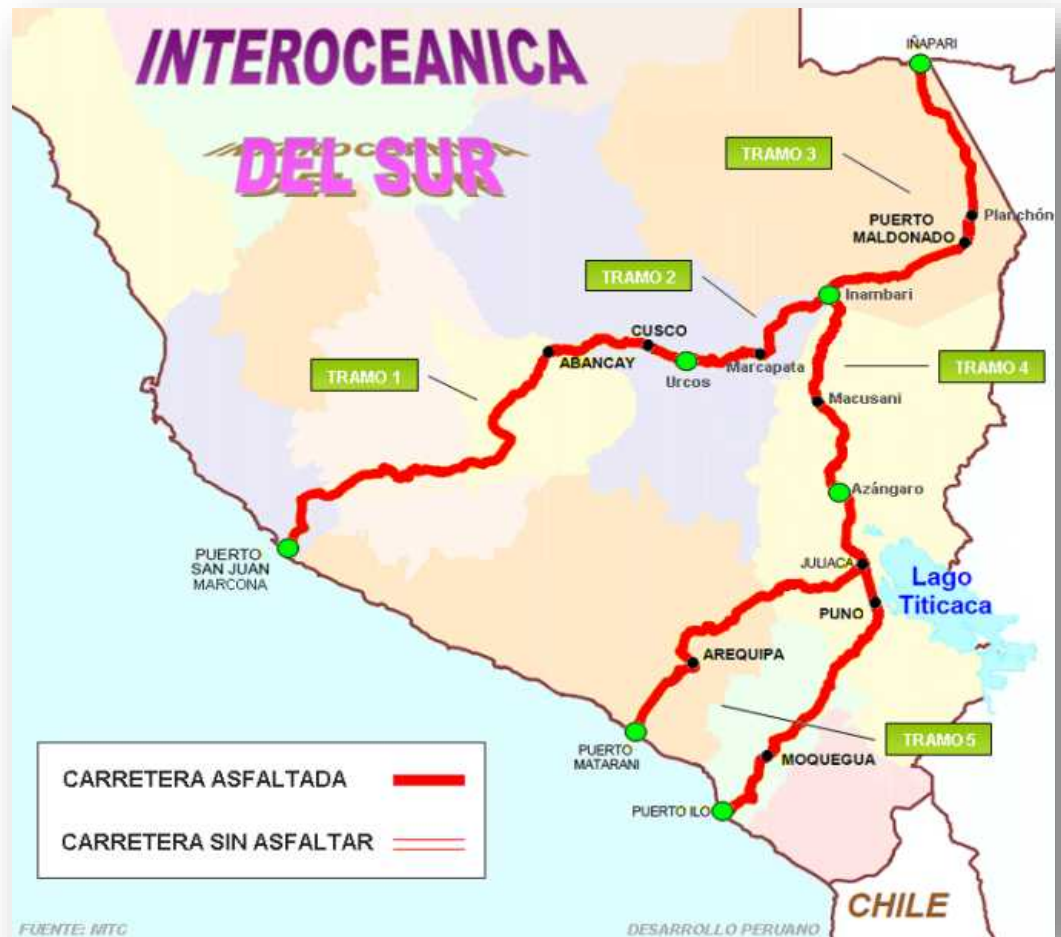 INTEROCEANICA
DEL SUR
IÑAPARI
TRAMO 3
Planchón
PUERTO
MALDONADO
TRAMO 2
Inambari
CUSCO
ABANCAY
Urcos
Marcapata
TRAMO 1
TRAMO 4
Macusani
Azángaro
PUERTO
SAN JUAN
MARCONA
JULIACA
Lago
Titicaca
PUNO
AREQUIPA
TRAMO 5
PUERTO
MATARANI
MOQUEGUA
PUERTO ILO
CARRETERA ASFALTADA
CARRETERA SIN ASFALTAR
CHILE
FUENTE: MTC
DESARROLLO PERUANO